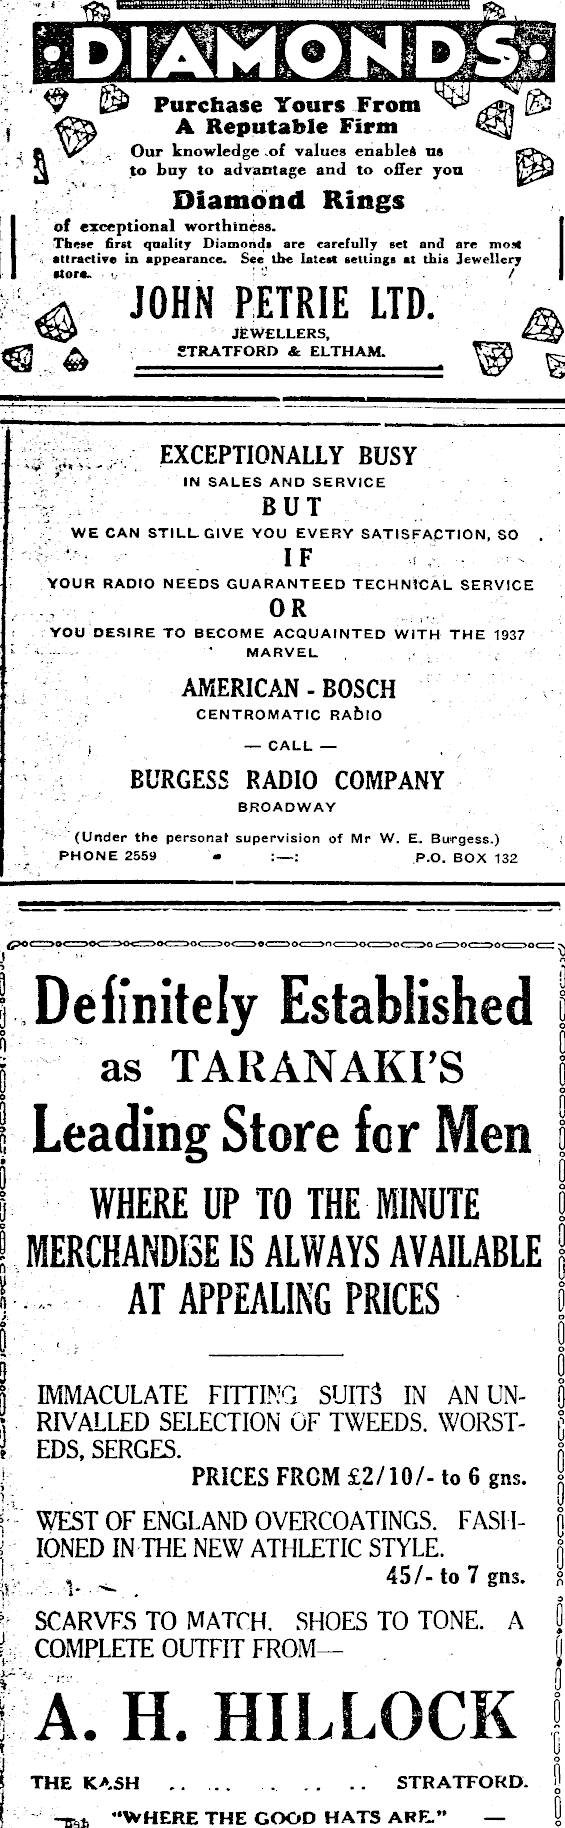 DIAMONDS
Purchase Yours From
A Reputable Firm
Our knowledge of values enables us
to buy to advantage and to offer you
Diamond Rings
of exceptional worthiness.
These first quality Diamonds are carefully set and are most
attractive in appearance. See the latest settings at this Jewellery
store.
JOHN PETRIE LTD.
JEWELLERS,
STRATFORD & ELTHAM.
EXCEPTIONALLY BUSY
IN SALES AND SERVICE
BUT
WE CAN STILL GIVE YOU EVERY SATISFACTION, SO
IF
YOUR RADIO NEEDS GUARANTEED TECHNICAL SERVICE
OR
YOU DESIRE TO BECOME ACQUAINTED WITH THE 1937
MARVEL
AMERICAN - BOSCH
CENTROMATIC RADIO
— CALL —
BURGESS RADIO COMPANY
BROADWAY
(Under the personal supervision of Mr W. E. Burgess.)
PHONE 2559 :—: P.O. BOX 132
Definitely Established
as TARANAKI'S
Leading Store for Men
WHERE UP TO THE MINUTE
MERCHANDISE IS ALWAYS AVAILABLE
AT APPEALING PRICES
IMMACULATE FITTING SUITS IN AN UN-
RIVALLED SELECTION OF TWEEDS. WORST-
EDS, SERGES.
PRICES FROM £2/10/- to 6 gns.
WEST OF ENGLAND OVERCOATINGS. FASH-
IONED IN THE NEW ATHLETIC STYLE.
45/- to 7 gns.
SCARVES TO MATCH. SHOES TO TONE. A
COMPLETE OUTFIT FROM—
A. H. HILLOCK
THE KASH .. .. .. .. .. .. STRATFORD.
"WHERE THE GOOD HATS ARE." —